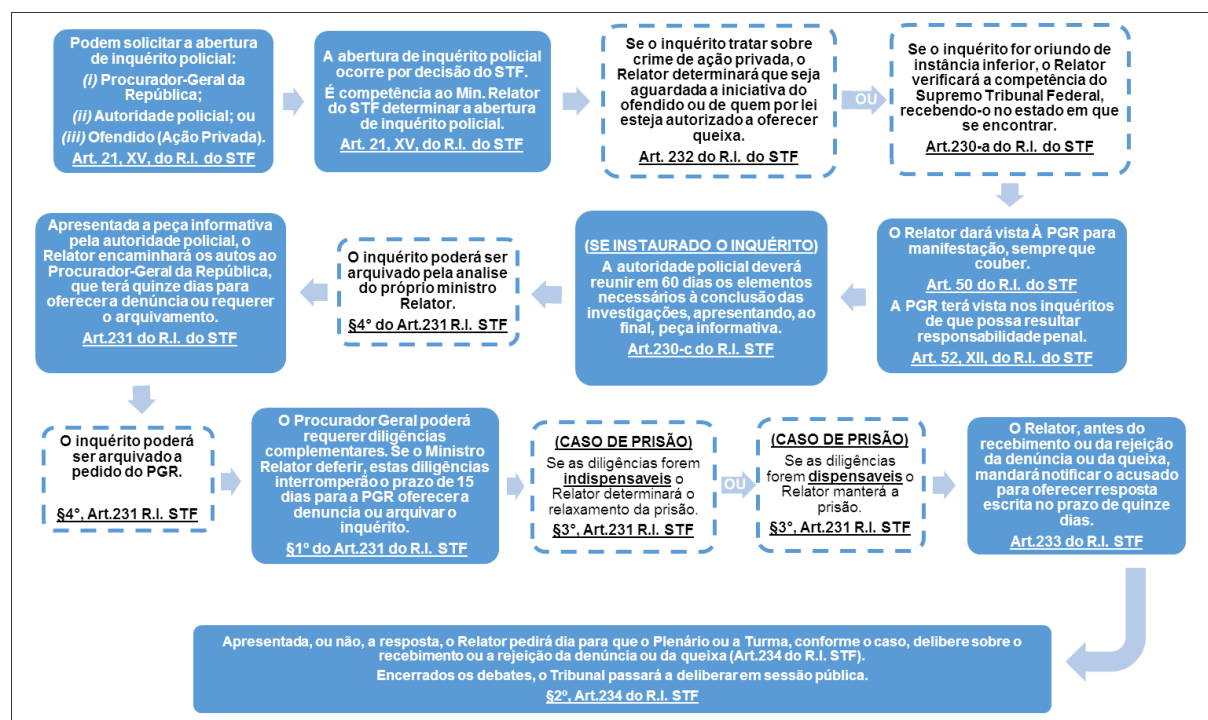 Podem solicitar a abertura
de inquérito policial:
(i) Procurador-Geral da
República;
(ii) Autoridade policial; ou
(iii) Ofendido (Ação Privada).
Art. 21, XV, do R.I. do STF
A abertura de inquérito policial
ocorre por decisão do STF.
É competência ao Min. Relator
do STF determinar a abertura
de inquérito policial.
Art. 21, XV, do R.I. do STF
Se o inquérito tratar sobre
crime de ação privada, o
Relator determinará que seja
aguardada a iniciativa do
ofendido ou de quem por lei
esteja autorizado a oferecer
queixa.
Art. 232 do R.I. do STF
OU
Se o inquérito for oriundo de
instância inferior, o Relator
verificará a competência do
Supremo Tribunal Federal,
recebendo-o no estado em que
se encontrar.
Art.230-a do R.I. do STF
O Relator dará vista À PGR para
manifestação, sempre que
couber.
Art. 50 do R.I. do STF
A PGR terá vista nos inquéritos
de que possa resultar
responsabilidade penal.
Art. 52, XII, do R.I. do STF
(SE INSTAURADO O INQUÉRITO)
A autoridade policial deverá
reunir em 60 dias os elementos
necessários à conclusão das
investigações, apresentando, ao
final, peça informativa.
Art.230-c do R.I. STF
O inquérito poderá ser
arquivado pela analise
do próprio ministro
Relator.
§4° do Art.231 R.I. STF
Apresentada a peça informativa
pela autoridade policial, o
Relator encaminhará os autos ao
Procurador-Geral da República,
que terá quinze dias para
oferecer a denúncia ou requerer
o arquivamento.
Art.231 do R.I. do STF
O inquérito poderá
ser arquivado a
pedido do PGR.
§4°, Art.231 R.I. STF
O Procurador Geral poderá
requerer diligências
complementares. Se o Ministro
Relator deferir, estas diligências
interromperão o prazo de 15
dias para a PGR oferecer a
denuncia ou arquivar o
inquérito.
§1º do Art.231 do R.I. STF
(CASO DE PRISÃO)
Se as diligências forem
indispensaveis o
Relator determinará o
relaxamento da prisão.
§3°, Art.231 R.I. STF
OU
(CASO DE PRISÃO)
Se as diligências
forem dispensaveis o
Relator manterá a
prisão.
§3°, Art.231 R.I. STF
O Relator, antes do
recebimento ou da rejeição
da denúncia ou da queixa,
mandará notificar o acusado
para oferecer resposta
escrita no prazo de quinze
dias.
Art.233 do R.I. STF
Apresentada, ou não, a resposta, o Relator pedirá dia para que o Plenário ou a Turma, conforme o caso, delibere sobre o
recebimento ou a rejeição da denúncia ou da queixa (Art.234 do R.I. STF).
Encerrados os debates, o Tribunal passará a deliberar em sessão pública.
§2º, Art.234 do R.I. STF